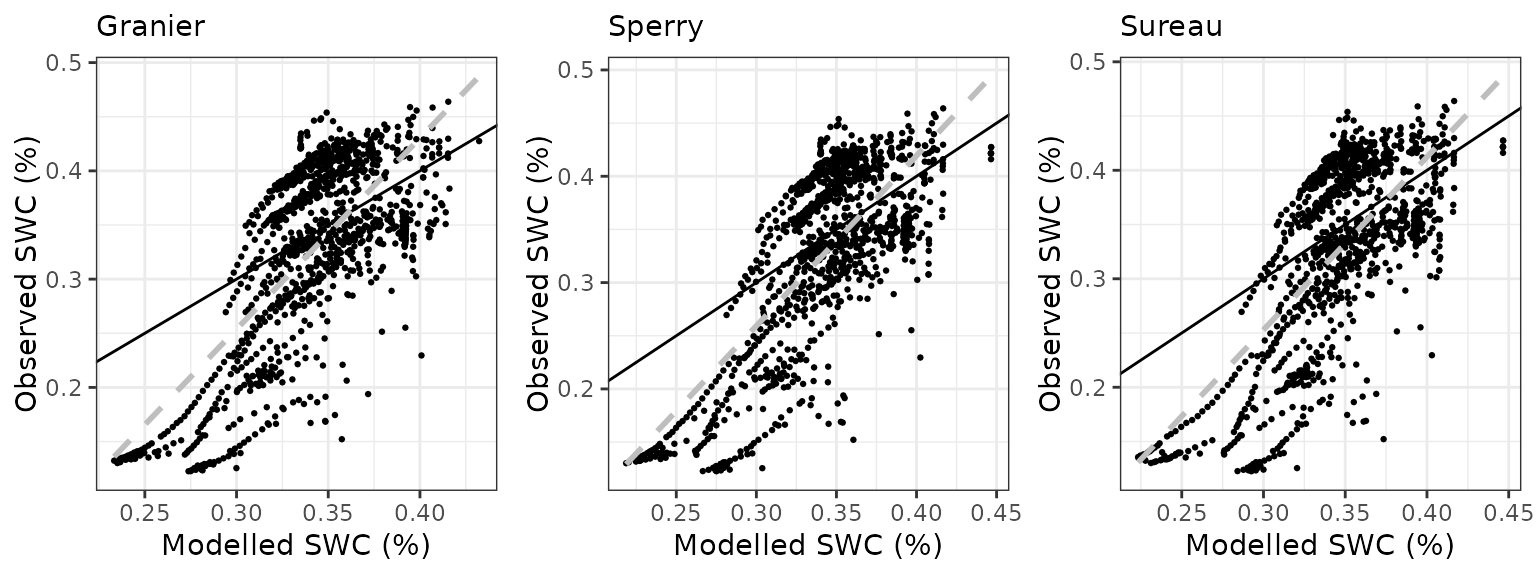 Granier
Sperry
Sureau
Observed SWC (%)
0.5
0.4
0.3
0.2
0.25 0.30 0.35 0.40
Modelled SWC (%)
Observed SWC (%)
0.5
0.4
0.3
0.2
0.25 0.30 0.35 0.40 0.45
Modelled SWC (%)
Observed SWC (%)
0.5
0.4
0.3
0.2
0.25 0.30 0.35 0.40 0.45
Modelled SWC (%)